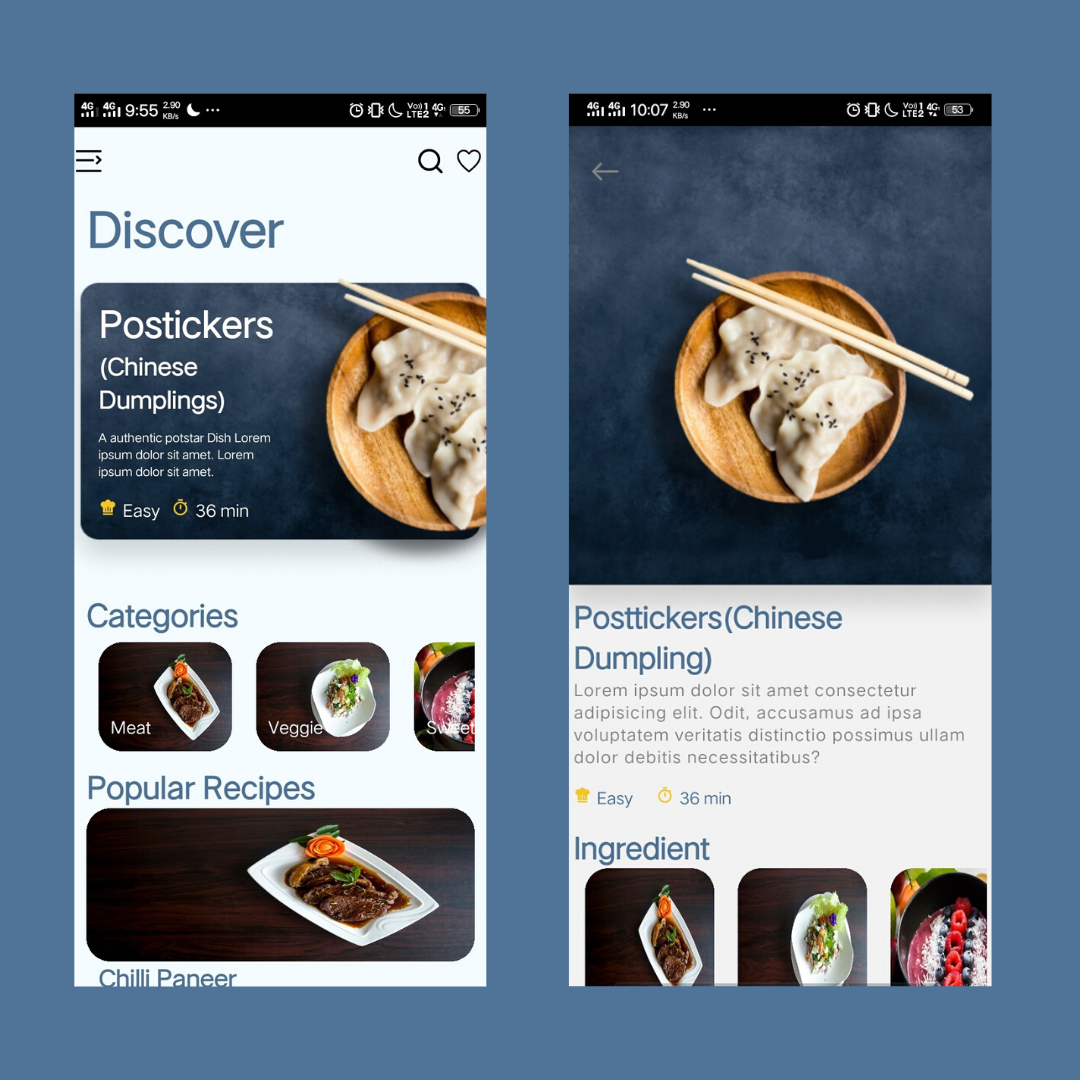 4G 4G 9:55 2.90 KB/s ••• Vo)) 1 LTE2 4G 55
Discover
Postickers
(Chinese
Dumplings)
A authentic potstar Dish Lorem
ipsum dolor sit amet. Lorem
ipsum dolor sit amet.
Easy 36 min
Categories
Meat Veggie Sweet
Popular Recipes
Chilli Paneer
4G 4G 10:07 2.90 KB/s ••• Vo)) 1 LTE2 4G 53
Posttickers(Chinese
Dumpling)
Lorem ipsum dolor sit amet consectetur
adipisicing elit. Odit, accusamus ad ipsa
voluptatem veritatis distinctio possimus ullam
dolor debitis necessitatibus?
Easy 36 min
Ingredient